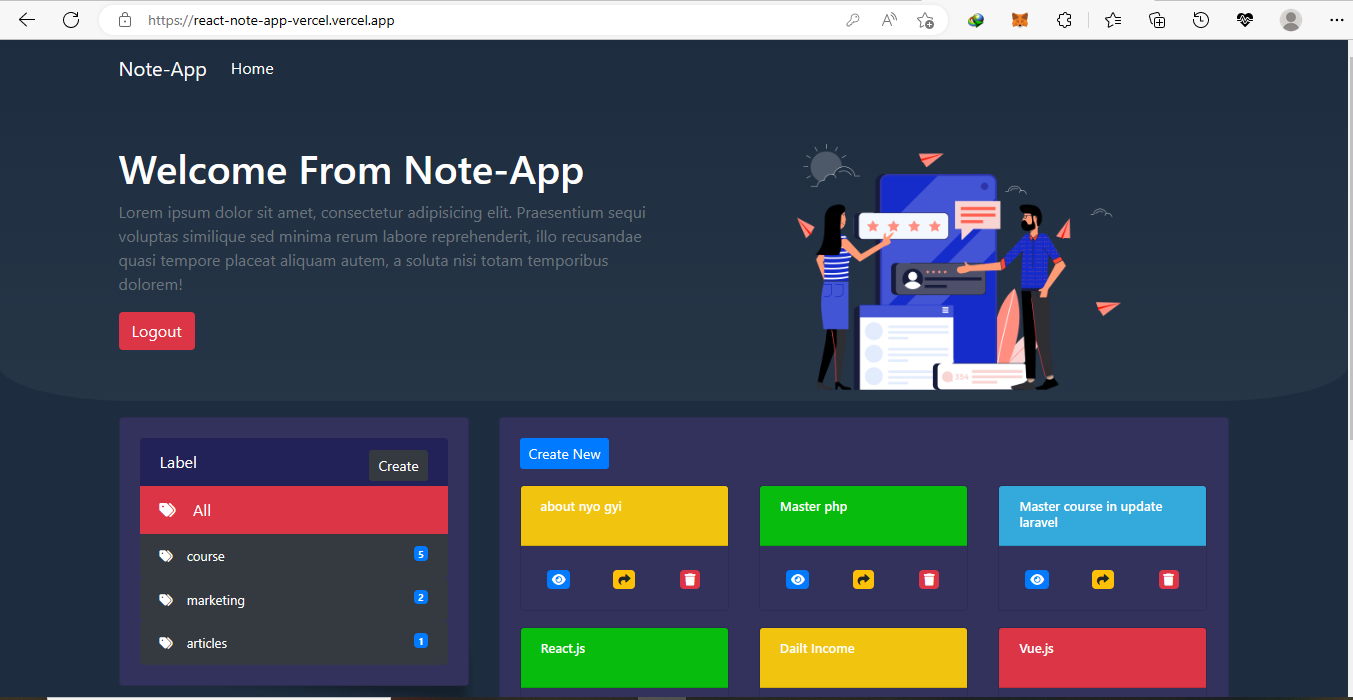 https://react-note-app-vercel.vercel.app
Note-App Home
Welcome From Note-App
Lorem ipsum dolor sit amet, consectetur adipisicing elit. Praesentium sequi
voluptas similique sed minima rerum labore reprehenderit, illo recusandae
quasi tempore placeat aliquam autem, a soluta nisi totam temporibus
dolorem!
Logout
354
Label
Create
All
course 5
marketing 2
articles 1
Create New
about nyo gyi
Master php
Master course in update
laravel
React.js
Dailt Income
Vue.js